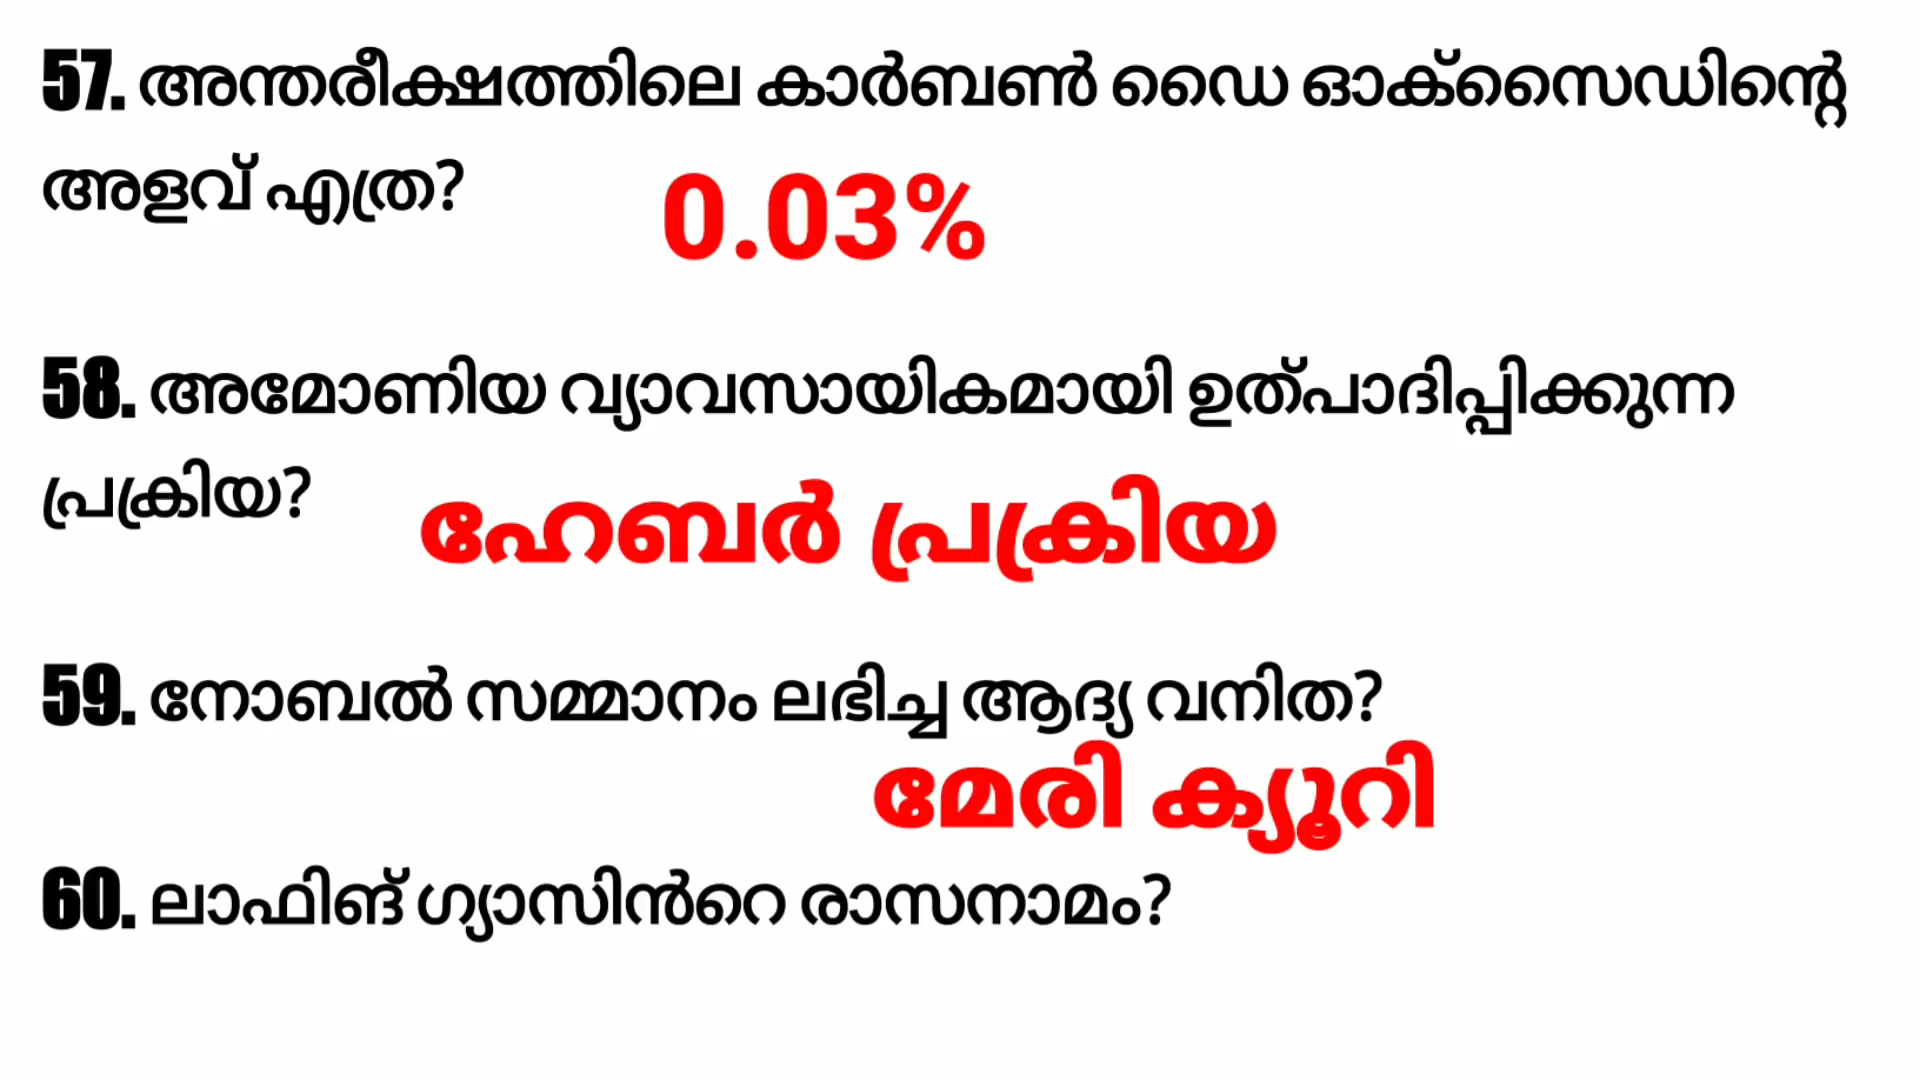 57. അന്തരീക്ഷത്തിലെ കാർബൺ ഡൈ ഓക്സൈഡിന്റെ
അളവ് എത്ര?
0.03%
58. അമോണിയ വ്യാവസായികമായി ഉത്പാദിപ്പിക്കുന്ന
പ്രക്രിയ?
ഹേബർ പ്രക്രിയ
59. നോബൽ സമ്മാനം ലഭിച്ച ആദ്യ വനിത?
മേരി ക്യൂറി
60. ലാഫിങ് ഗ്യാസിൻറെ രാസനാമം?